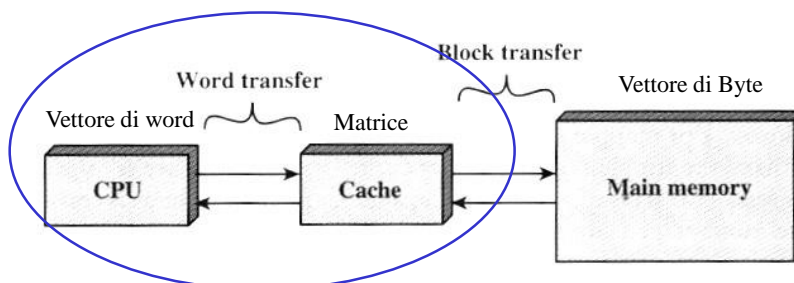 Block transfer
Word transfer
Vettore di Byte
Vettore di word
Matrice
CPU
Cache
Main memory